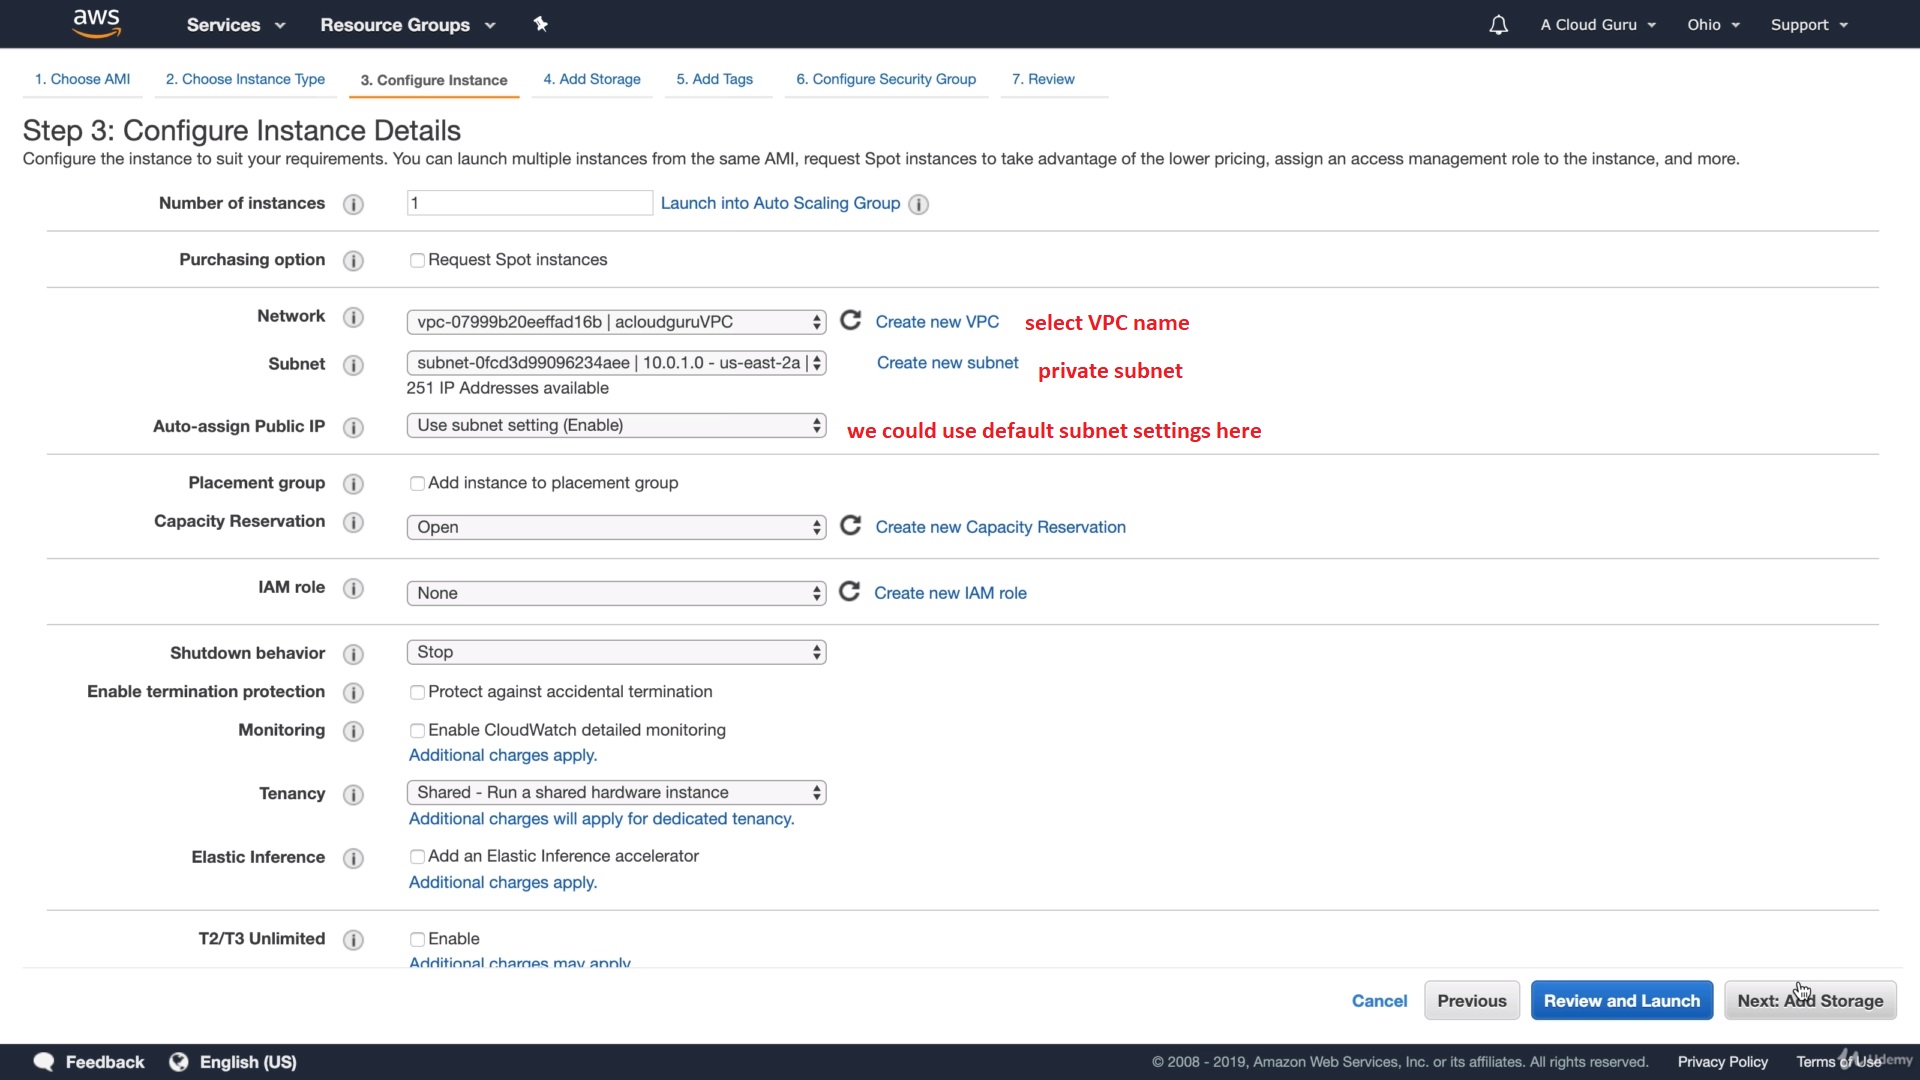 aws Services Resource Groups A Cloud Guru Ohio Support
1. Choose AMI 2. Choose Instance Type 3. Configure Instance 4. Add Storage 5. Add Tags 6. Configure Security Group 7. Review
Step 3: Configure Instance Details
Configure the instance to suit your requirements. You can launch multiple instances from the same AMI, request Spot instances to take advantage of the lower pricing, assign an access management role to the instance, and more.
Number of instances 1 Launch into Auto Scaling Group
Purchasing option Request Spot instances
Network vpc-07999b20eeffad16b | acloudguruVPC Create new VPC select VPC name
Subnet subnet-0fcd3d99096234aee | 10.0.1.0 - us-east-2a | Create new subnet private subnet
251 IP Addresses available
Auto-assign Public IP Use subnet setting (Enable) we could use default subnet settings here
Placement group Add instance to placement group
Capacity Reservation Open Create new Capacity Reservation
IAM role None Create new IAM role
Shutdown behavior Stop
Enable termination protection Protect against accidental termination
Monitoring Enable CloudWatch detailed monitoring
Additional charges apply.
Tenancy Shared - Run a shared hardware instance
Additional charges will apply for dedicated tenancy.
Elastic Inference Add an Elastic Inference accelerator
Additional charges apply.
T2/T3 Unlimited Enable
Additional charges may apply
Cancel Previous Review and Launch Next: Add Storage
Feedback English (US) © 2008 - 2019, Amazon Web Services, Inc. or its affiliates. All rights reserved. Privacy Policy Terms of Use Udemy